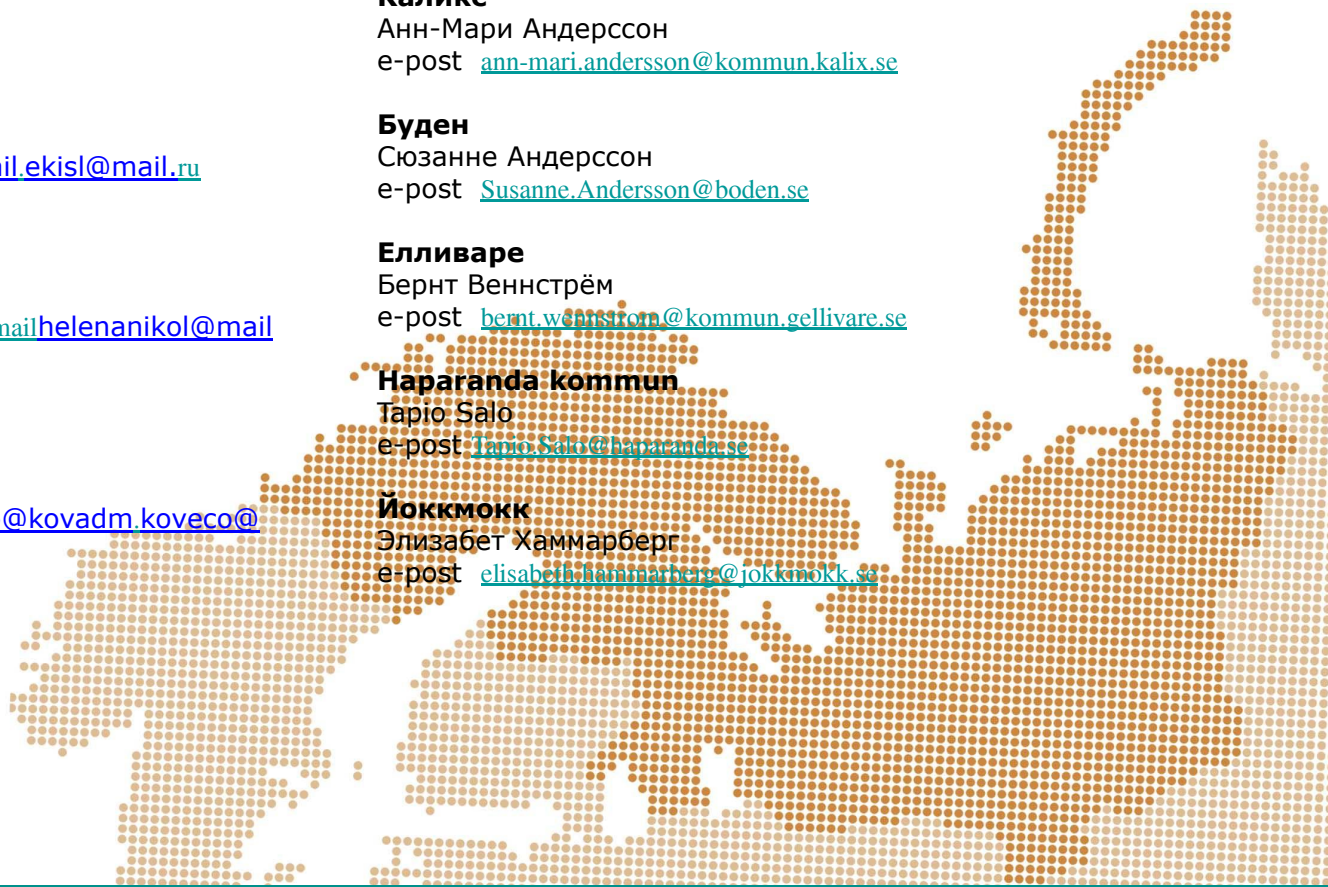 Каликс
Анн-Мари Андерссон
e-post ann-mari.andersson@kommun.kalix.se
Буден
Сюзанне Андерссон
e-post Susanne.Andersson@boden.se
Елливаре
Бернт Веннстрём
e-post bernt.wennstrom@kommun.gellivare.se
Haparanda kommun
Tapio Salo
e-post Tapio.Salo@haparanda.se
Йоккмокк
Элизабет Хаммарберг
e-post elisabeth.hammarberg@jokkmokk.se
il.ekisl@mail.ru
mailhelenanikol@mail
@kovadm.koveco@